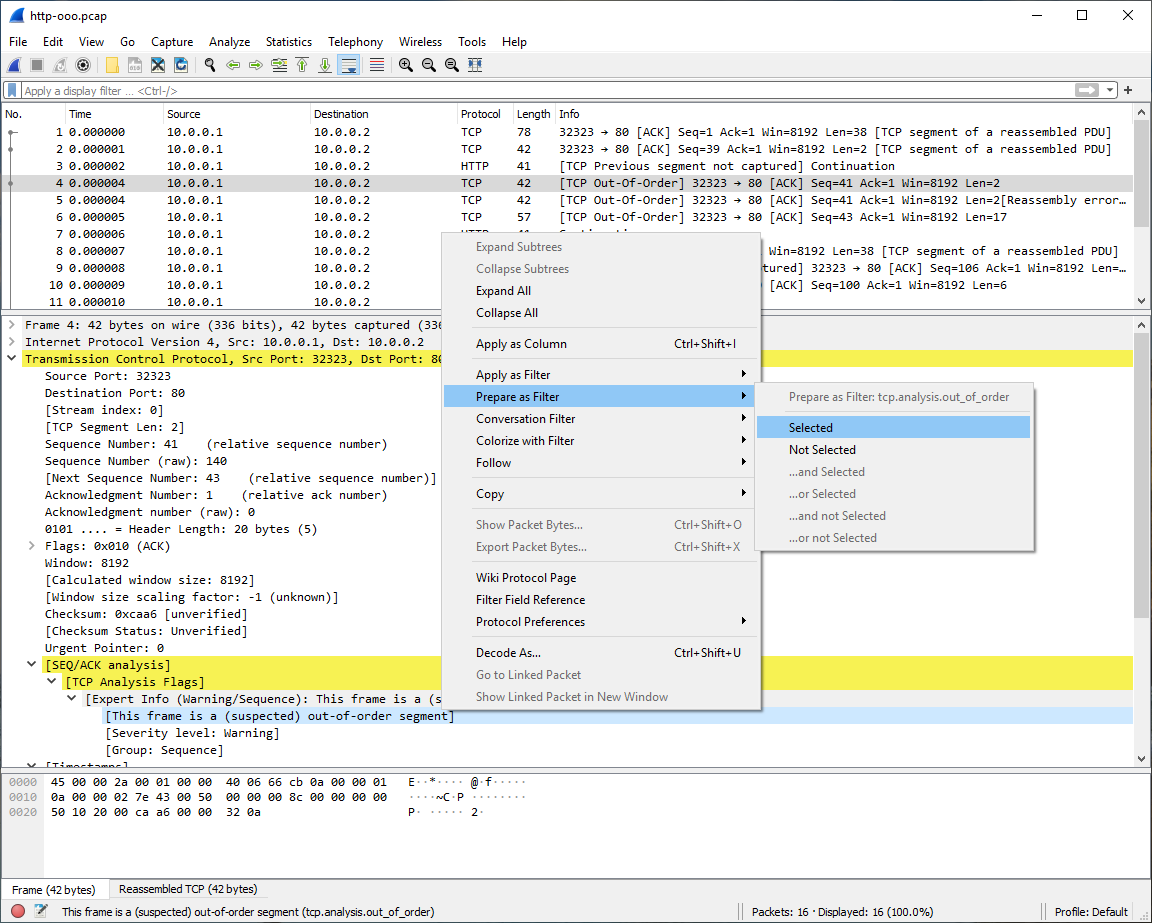 http-ooo.pcap
File Edit View Go Capture Analyze Statistics Telephony Wireless Tools Help
Apply a display filter ... <Ctrl-/>
No. Time Source Destination Protocol Length Info
1 0.000000 10.0.0.1 10.0.0.2 TCP 78 32323 → 80 [ACK] Seq=1 Ack=1 Win=8192 Len=38 [TCP segment of a reassembled PDU]
2 0.000001 10.0.0.1 10.0.0.2 TCP 42 32323 → 80 [ACK] Seq=39 Ack=1 Win=8192 Len=2 [TCP segment of a reassembled PDU]
3 0.000002 10.0.0.1 10.0.0.2 HTTP 41 [TCP Previous segment not captured] Continuation
4 0.000004 10.0.0.1 10.0.0.2 TCP 42 [TCP Out-Of-Order] 32323 → 80 [ACK] Seq=41 Ack=1 Win=8192 Len=2
5 0.000004 10.0.0.1 10.0.0.2 TCP 42 [TCP Out-Of-Order] 32323 → 80 [ACK] Seq=41 Ack=1 Win=8192 Len=2[Reassembly error…
6 0.000005 10.0.0.1 10.0.0.2 TCP 57 [TCP Out-Of-Order] 32323 → 80 [ACK] Seq=43 Ack=1 Win=8192 Len=17
7 0.000006 10.0.0.1 10.0.0.2
8 0.000007 10.0.0.1 10.0.0.2 Win=8192 Len=38 [TCP segment of a reassembled PDU]
9 0.000008 10.0.0.1 10.0.0.2 tured] 32323 → 80 [ACK] Seq=106 Ack=1 Win=8192 Len=…
10 0.000009 10.0.0.1 10.0.0.2 [ACK] Seq=100 Ack=1 Win=8192 Len=6
11 0.000010 10.0.0.1 10.0.0.2
Frame 4: 42 bytes on wire (336 bits), 42 bytes captured (336
Internet Protocol Version 4, Src: 10.0.0.1, Dst: 10.0.0.2
Transmission Control Protocol, Src Port: 32323, Dst Port: 80
Source Port: 32323
Destination Port: 80
[Stream index: 0]
[TCP Segment Len: 2]
Sequence Number: 41 (relative sequence number)
Sequence Number (raw): 140
[Next Sequence Number: 43 (relative sequence number)]
Acknowledgment Number: 1 (relative ack number)
Acknowledgment number (raw): 0
0101 .... = Header Length: 20 bytes (5)
Flags: 0x010 (ACK)
Window: 8192
[Calculated window size: 8192]
[Window size scaling factor: -1 (unknown)]
Checksum: 0xcaa6 [unverified]
[Checksum Status: Unverified]
Urgent Pointer: 0
[SEQ/ACK analysis]
[TCP Analysis Flags]
[Expert Info (Warning/Sequence): This frame is a (s
[This frame is a (suspected) out-of-order segment]
[Severity level: Warning]
[Group: Sequence]
[Timestamps]
Expand Subtrees
Collapse Subtrees
Expand All
Collapse All
Apply as Column Ctrl+Shift+I
Apply as Filter
Prepare as Filter
Conversation Filter
Colorize with Filter
Follow
Copy
Show Packet Bytes... Ctrl+Shift+O
Export Packet Bytes... Ctrl+Shift+X
Wiki Protocol Page
Filter Field Reference
Protocol Preferences
Decode As... Ctrl+Shift+U
Go to Linked Packet
Show Linked Packet in New Window
Prepare as Filter: tcp.analysis.out_of_order
Selected
Not Selected
...and Selected
...or Selected
...and not Selected
...or not Selected
0000 45 00 00 2a 00 01 00 00 40 06 66 cb 0a 00 00 01 E··*···· @·f·····
0010 0a 00 00 02 7e 43 00 50 00 00 00 8c 00 00 00 00 ····~C·P ········
0020 50 10 20 00 ca a6 00 00 32 0a P· ····· 2·
Frame (42 bytes) Reassembled TCP (42 bytes)
This frame is a (suspected) out-of-order segment (tcp.analysis.out_of_order) Packets: 16 · Displayed: 16 (100.0%) Profile: Default